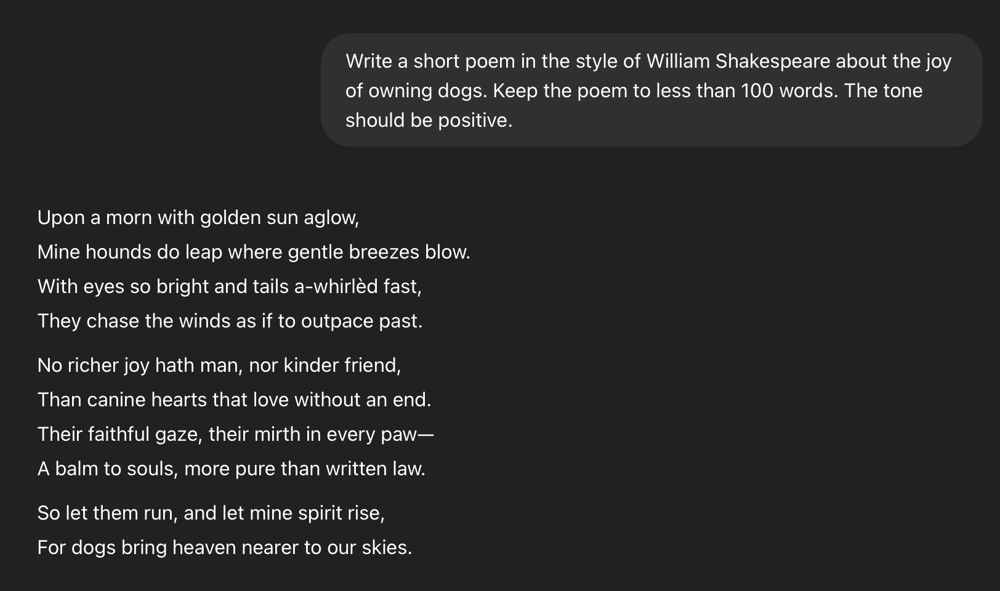 Write a short poem in the style of William Shakespeare about the joy
of owning dogs. Keep the poem to less than 100 words. The tone
should be positive.
Upon a morn with golden sun aglow,
Mine hounds do leap where gentle breezes blow.
With eyes so bright and tails a-whirlèd fast,
They chase the winds as if to outpace past.
No richer joy hath man, nor kinder friend,
Than canine hearts that love without an end.
Their faithful gaze, their mirth in every paw—
A balm to souls, more pure than written law.
So let them run, and let mine spirit rise,
For dogs bring heaven nearer to our skies.